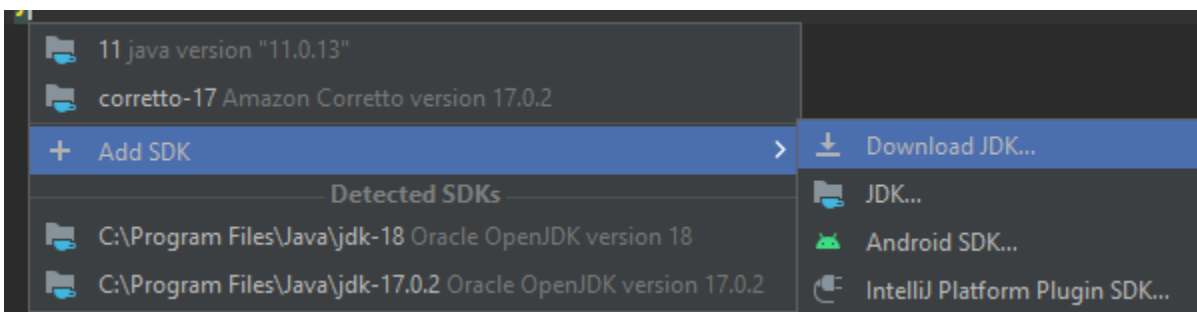 11 java version "11.0.13"
corretto-17 Amazon Corretto version 17.0.2
Add SDK
Detected SDKs
C:\Program Files\Java\jdk-18 Oracle OpenJDK version 18
C:\Program Files\Java\jdk-17.0.2 Oracle OpenJDK version 17.0.2
Download JDK...
JDK...
Android SDK...
IntelliJ Platform Plugin SDK...